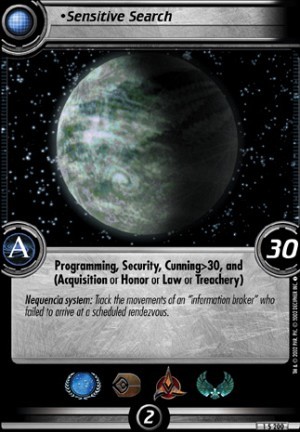 •Sensitive Search
A
30
Programming, Security, Cunning>30, and
(Acquisition or Honor or Law or Treachery)
Nequencia system: Track the movements of an "information broker" who
failed to arrive at a scheduled rendezvous.
2